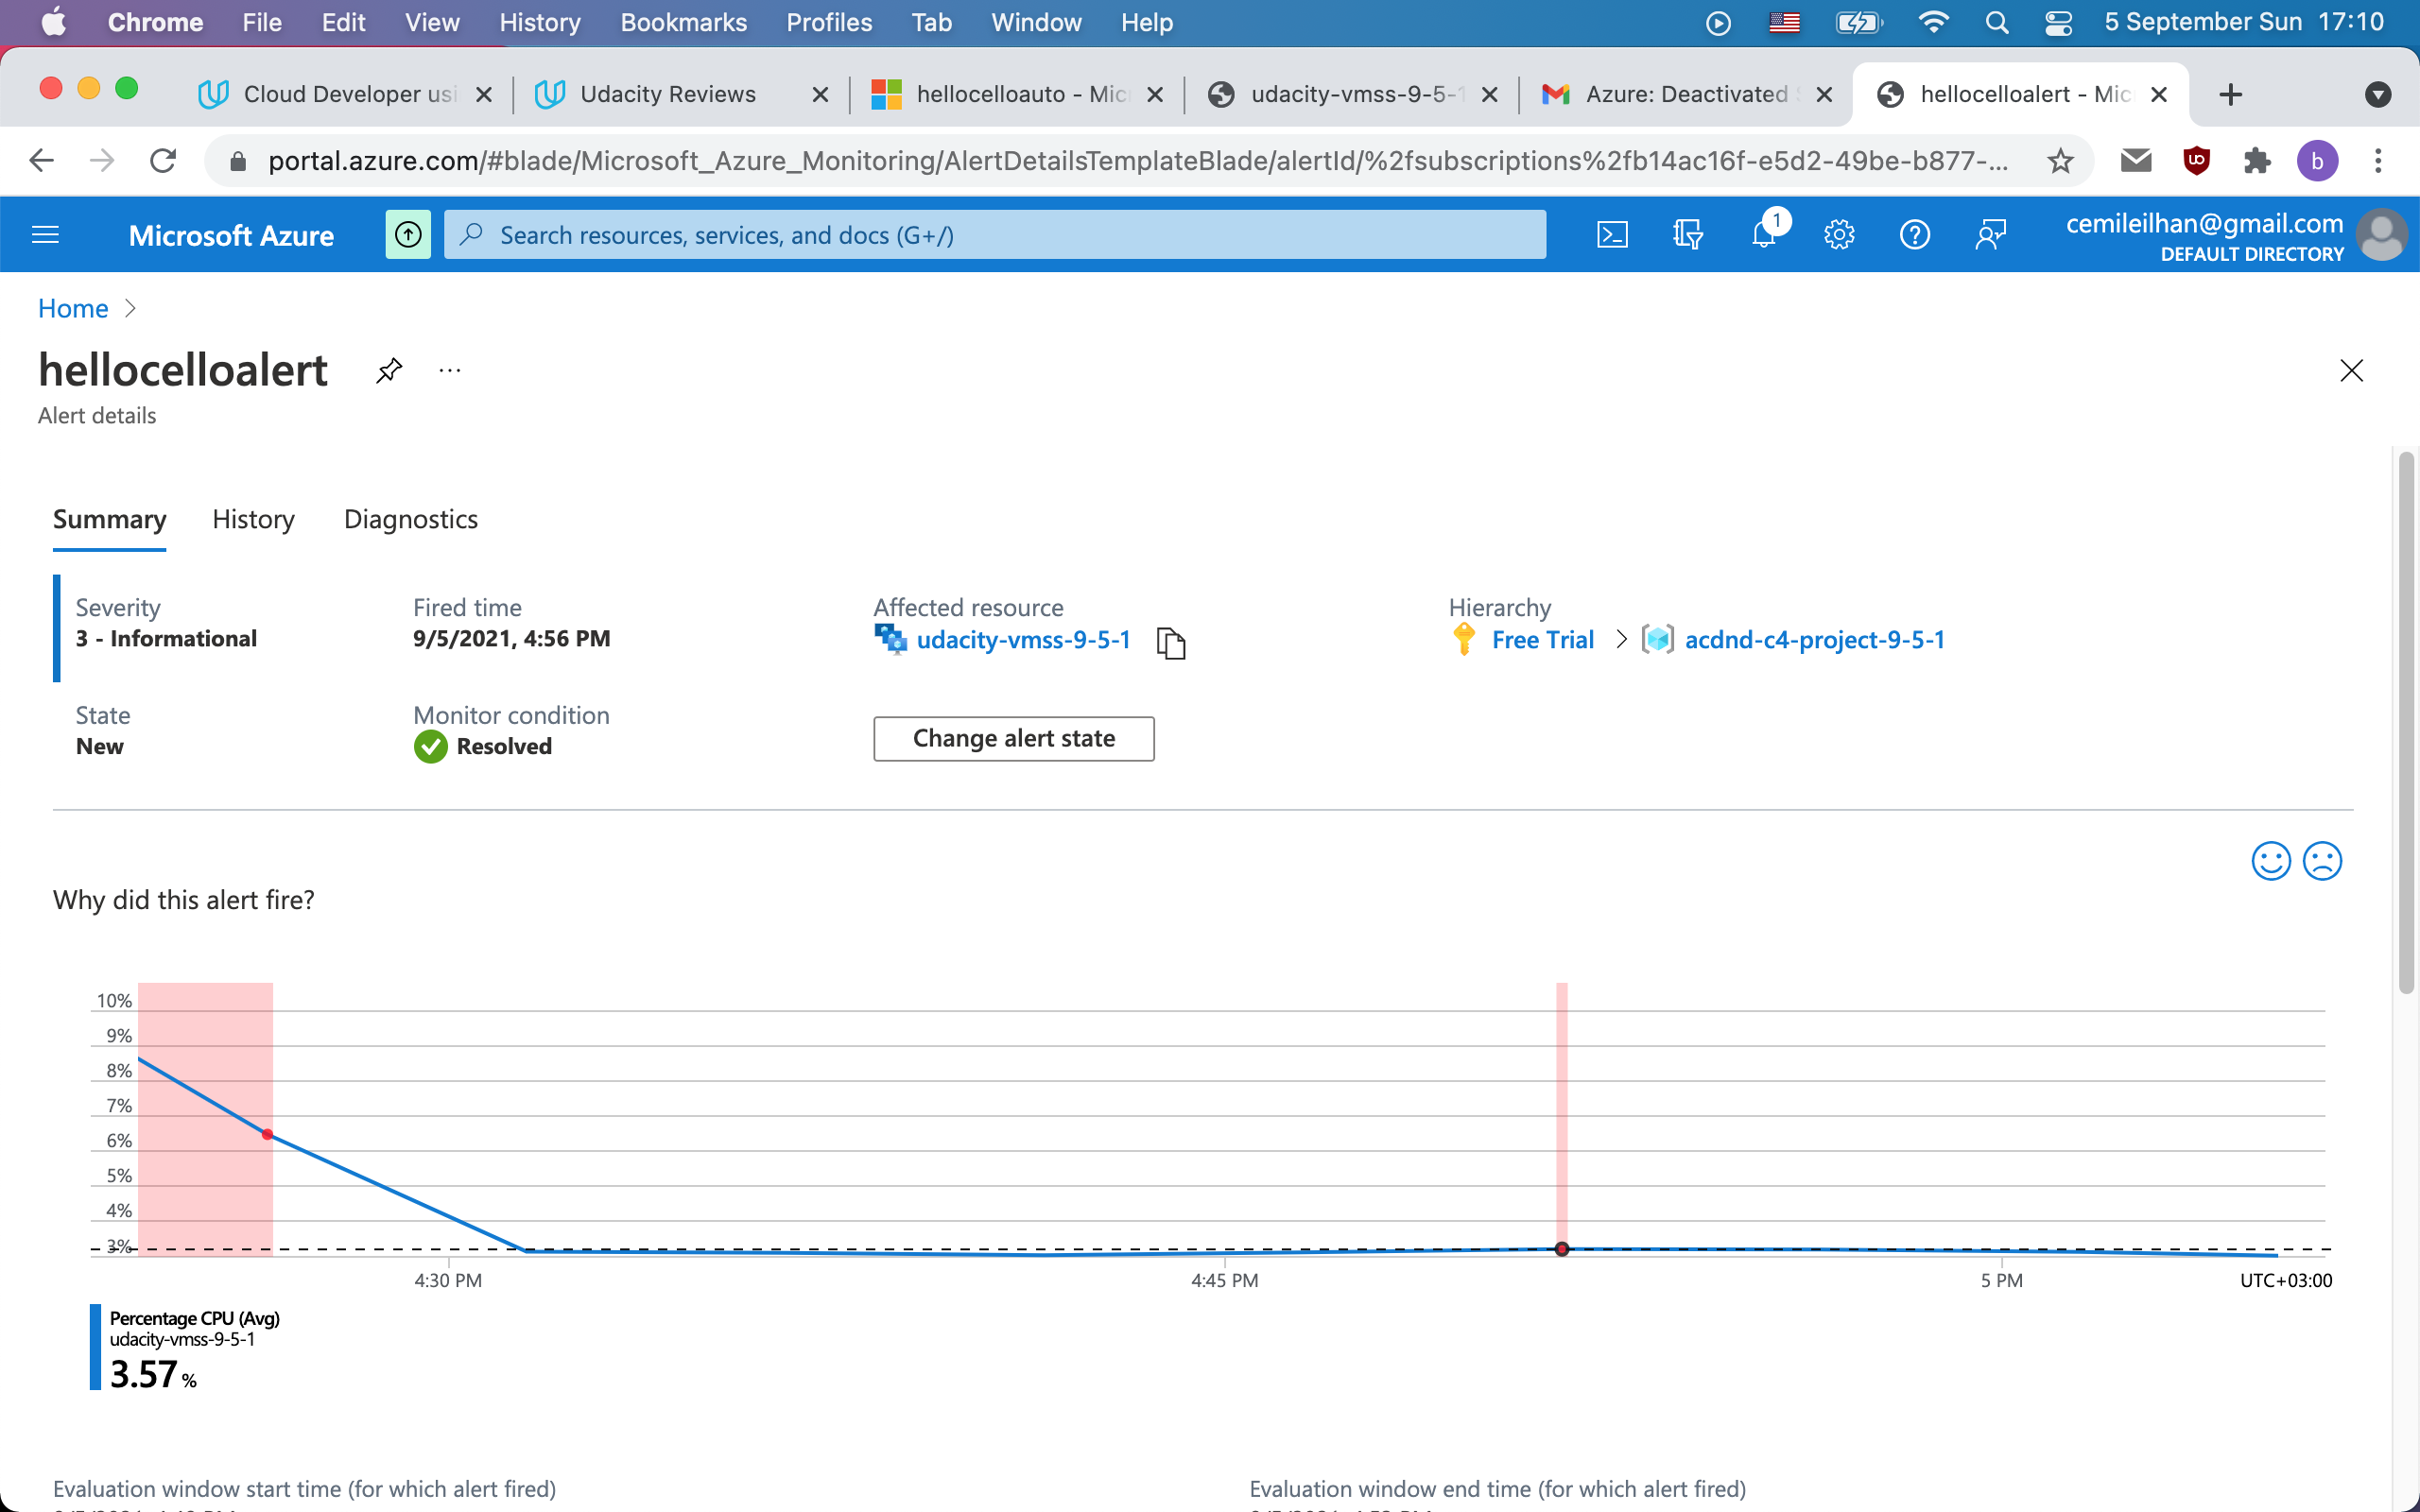 Chrome File Edit View History Bookmarks Profiles Tab Window Help 5 September Sun 17:10
Cloud Developer usi Udacity Reviews hellocelloauto - Mic udacity-vmss-9-5-1 Azure: Deactivated hellocelloalert - Mic
portal.azure.com/#blade/Microsoft_Azure_Monitoring/AlertDetailsTemplateBlade/alertId/%2fsubscriptions%2fb14ac16f-e5d2-49be-b877-... b
Microsoft Azure Search resources, services, and docs (G+/) 1 cemileilhan@gmail.com
DEFAULT DIRECTORY
Home >
hellocelloalert ...
Alert details
Summary History Diagnostics
Severity Fired time Affected resource Hierarchy
3 - Informational 9/5/2021, 4:56 PM udacity-vmss-9-5-1 Free Trial > acdnd-c4-project-9-5-1
State Monitor condition
New Resolved Change alert state
Why did this alert fire?
10%
9%
8%
7%
6%
5%
4%
3%
4:30 PM 4:45 PM 5 PM UTC+03:00
Percentage CPU (Avg)
udacity-vmss-9-5-1
3.57 %
Evaluation window start time (for which alert fired) Evaluation window end time (for which alert fired)